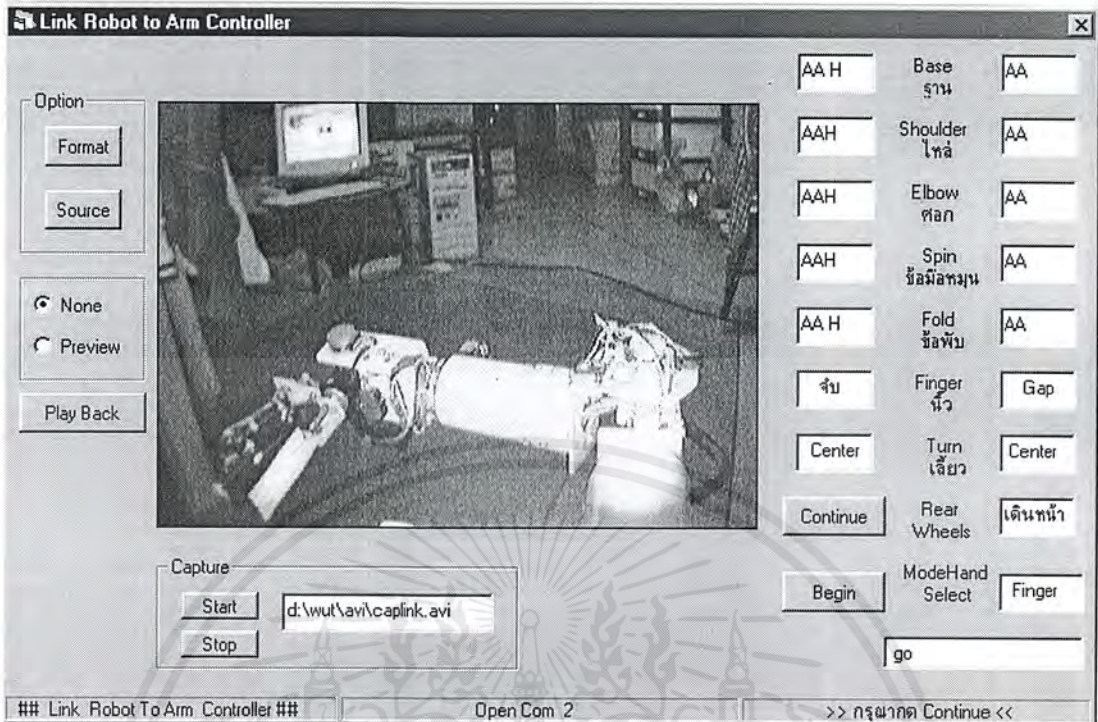 Link Robot to Arm Controller
Option
Format
Source
None
Preview
Play Back
Capture
Start
d:\wut\avi\caplink.avi
Stop
AA H
Base
ฐาน
AA
AAH
Shoulder
ไหล่
AA
AAH
Elbow
ศอก
AA
AAH
Spin
ข้อมือหมุน
AA
AA H
Fold
ข้อพับ
AA
จับ
Finger
นิ้ว
Gap
Center
Turn
เลี้ยว
Center
Continue
Rear
Wheels
เดินหน้า
Begin
ModeHand
Select
Finger
go
## Link Robot To Arm Controller ##
Open Com 2
>> กรุณากด Continue <<